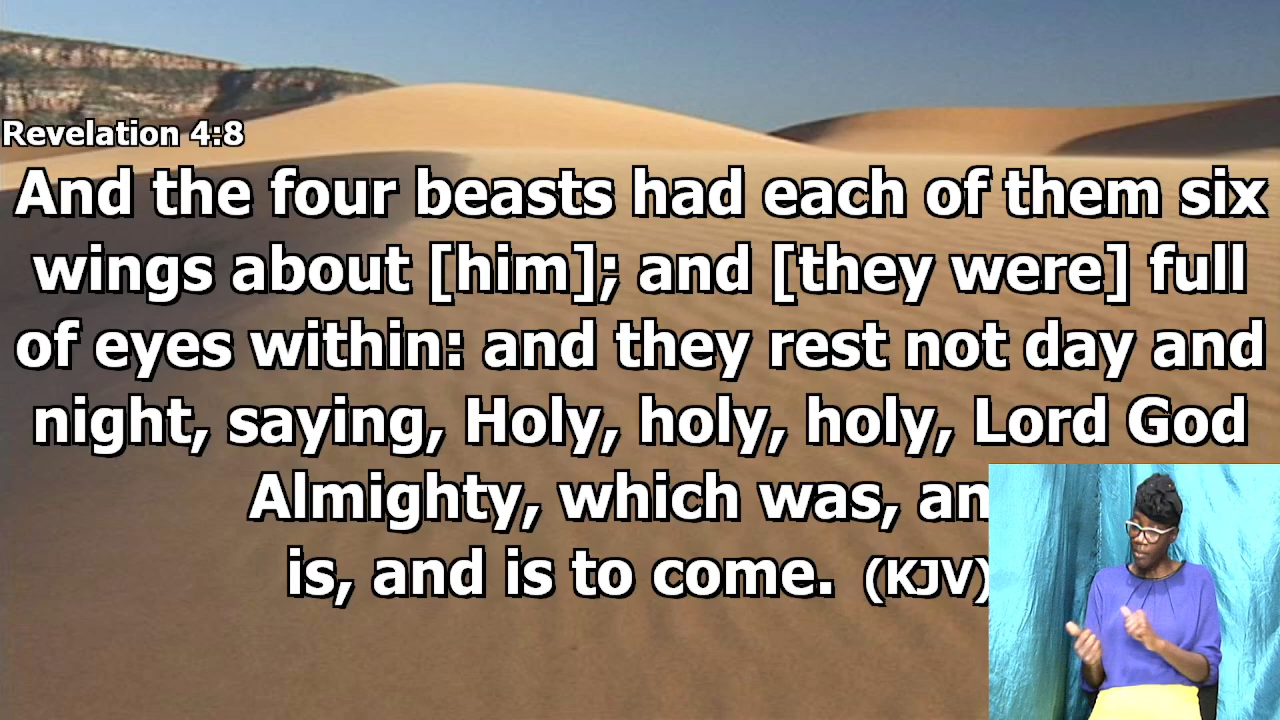 Revelation 4:8
And the four beasts had each of them six
wings about [him]; and [they were] full
of eyes within: and they rest not day and
night, saying, Holy, holy, holy, Lord God
Almighty, which was, an
is, and is to come. (KJV)